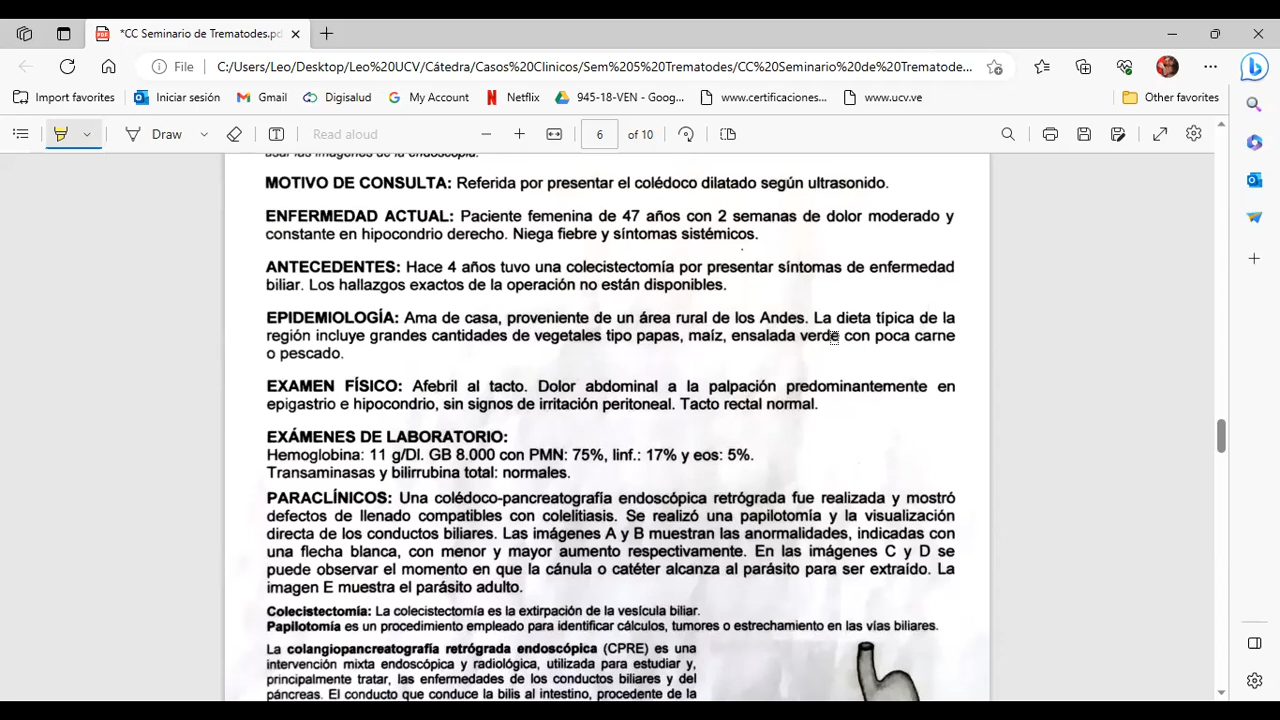 *CC Seminario de Trematodes.pd
File
C:/Users/Leo/Desktop/Leo%20UCV/Cátedra/Casos%20Clinicos/Sem%205%20Trematodes/CC%20Seminario%20de%20Trematode...
Import favorites
Iniciar sesión
Gmail
Digisalud
My Account
Netflix
945-18-VEN - Goog...
www.certificaciones...
www.ucv.ve
Other favorites
Draw
Read aloud
6 of 10
usar las imágenes de la endoscopia.
MOTIVO DE CONSULTA: Referida por presentar el colédoco dilatado según ultrasonido.
ENFERMEDAD ACTUAL: Paciente femenina de 47 años con 2 semanas de dolor moderado y
constante en hipocondrio derecho. Niega fiebre y síntomas sistémicos.
ANTECEDENTES: Hace 4 años tuvo una colecistectomía por presentar síntomas de enfermedad
biliar. Los hallazgos exactos de la operación no están disponibles.
EPIDEMIOLOGÍA: Ama de casa, proveniente de un área rural de los Andes. La dieta típica de la
región incluye grandes cantidades de vegetales tipo papas, maíz, ensalada verde con poca carne
o pescado.
EXAMEN FÍSICO: Afebril al tacto. Dolor abdominal a la palpación predominantemente en
epigastrio e hipocondrio, sin signos de irritación peritoneal. Tacto rectal normal.
EXÁMENES DE LABORATORIO:
Hemoglobina: 11 g/Dl. GB 8.000 con PMN: 75%, linf.: 17% y eos: 5%.
Transaminasas y bilirrubina total: normales.
PARACLÍNICOS: Una colédoco-pancreatografía endoscópica retrógrada fue realizada y mostró
defectos de llenado compatibles con colelitiasis. Se realizó una papilotomía y la visualización
directa de los conductos biliares. Las imágenes A y B muestran las anormalidades, indicadas con
una flecha blanca, con menor y mayor aumento respectivamente. En las imágenes C y D se
puede observar el momento en que la cánula o catéter alcanza al parásito para ser extraído. La
imagen E muestra el parásito adulto.
Colecistectomía: La colecistectomía es la extirpación de la vesícula biliar.
Papilotomía es un procedimiento empleado para identificar cálculos, tumores o estrechamiento en las vías biliares.
La colangiopancreatografía retrógrada endoscópica (CPRE) es una
intervención mixta endoscópica y radiológica, utilizada para estudiar y,
principalmente tratar, las enfermedades de los conductos biliares y del
páncreas. El conducto que conduce la bilis al intestino, procedente de la